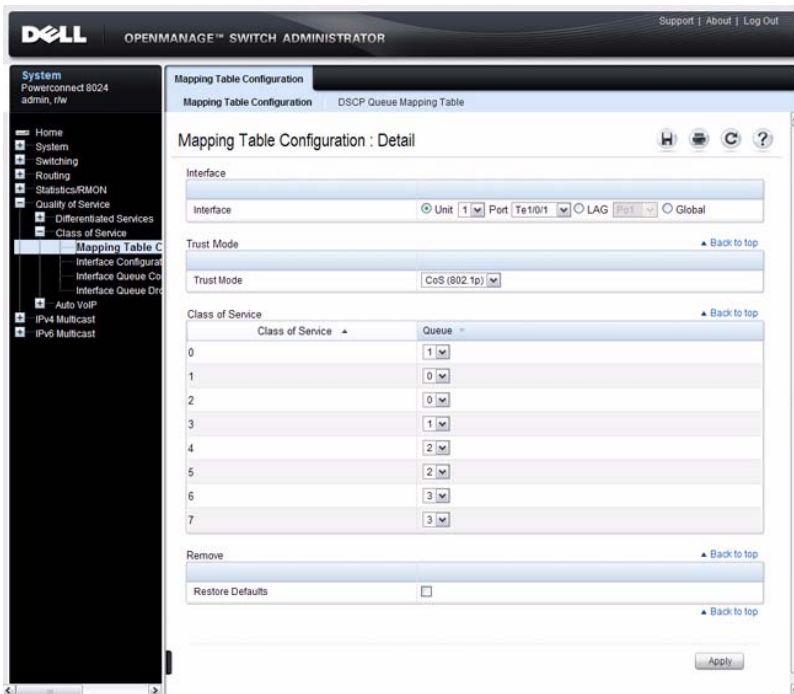 Support | About | Log Out
DELL OPENMANAGE™ SWITCH ADMINISTRATOR
System
Powerconnect 8024
admin, r/w
Home
System
Switching
Routing
Statistics/RMON
Quality of Service
Differentiated Services
Class of Service
Mapping Table C
Interface Configurat
Interface Queue Co
Interface Queue Dro
Auto VoIP
IPv4 Multicast
IPv6 Multicast
Mapping Table Configuration
Mapping Table Configuration DSCP Queue Mapping Table
Mapping Table Configuration : Detail
Interface
Interface Unit 1 Port Te1/0/1 LAG Po1 Global
Trust Mode Back to top
Trust Mode CoS (802.1p)
Class of Service Back to top
Class of Service Queue
0 1
1 0
2 0
3 1
4 2
5 2
6 3
7 3
Remove Back to top
Restore Defaults
Back to top
Apply